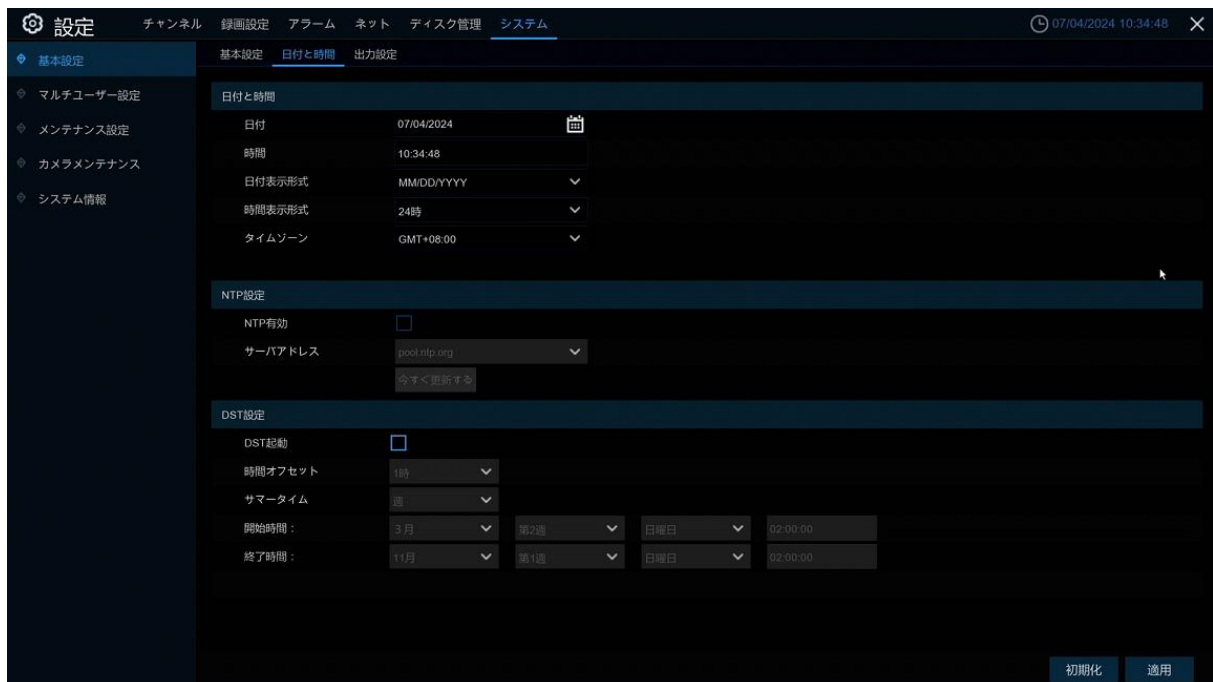 設定 チャンネル 録画設定 アラーム ネット ディスク管理 システム 07/04/2024 10:34:48
基本設定 日付と時間 出力設定
基本設定
マルチユーザー設定
メンテナンス設定
カメラメンテナンス
システム情報
日付と時間
日付 07/04/2024
時間 10:34:48
日付表示形式 MM/DD/YYYY
時間表示形式 24時
タイムゾーン GMT+08:00
NTP設定
NTP有効
サーバアドレス pool.ntp.org
今すぐ更新する
DST設定
DST起動
時間オフセット 1時
サマータイム 週
開始時間： 3月 第2週 日曜日 02:00:00
終了時間： 11月 第1週 日曜日 02:00:00
初期化 適用